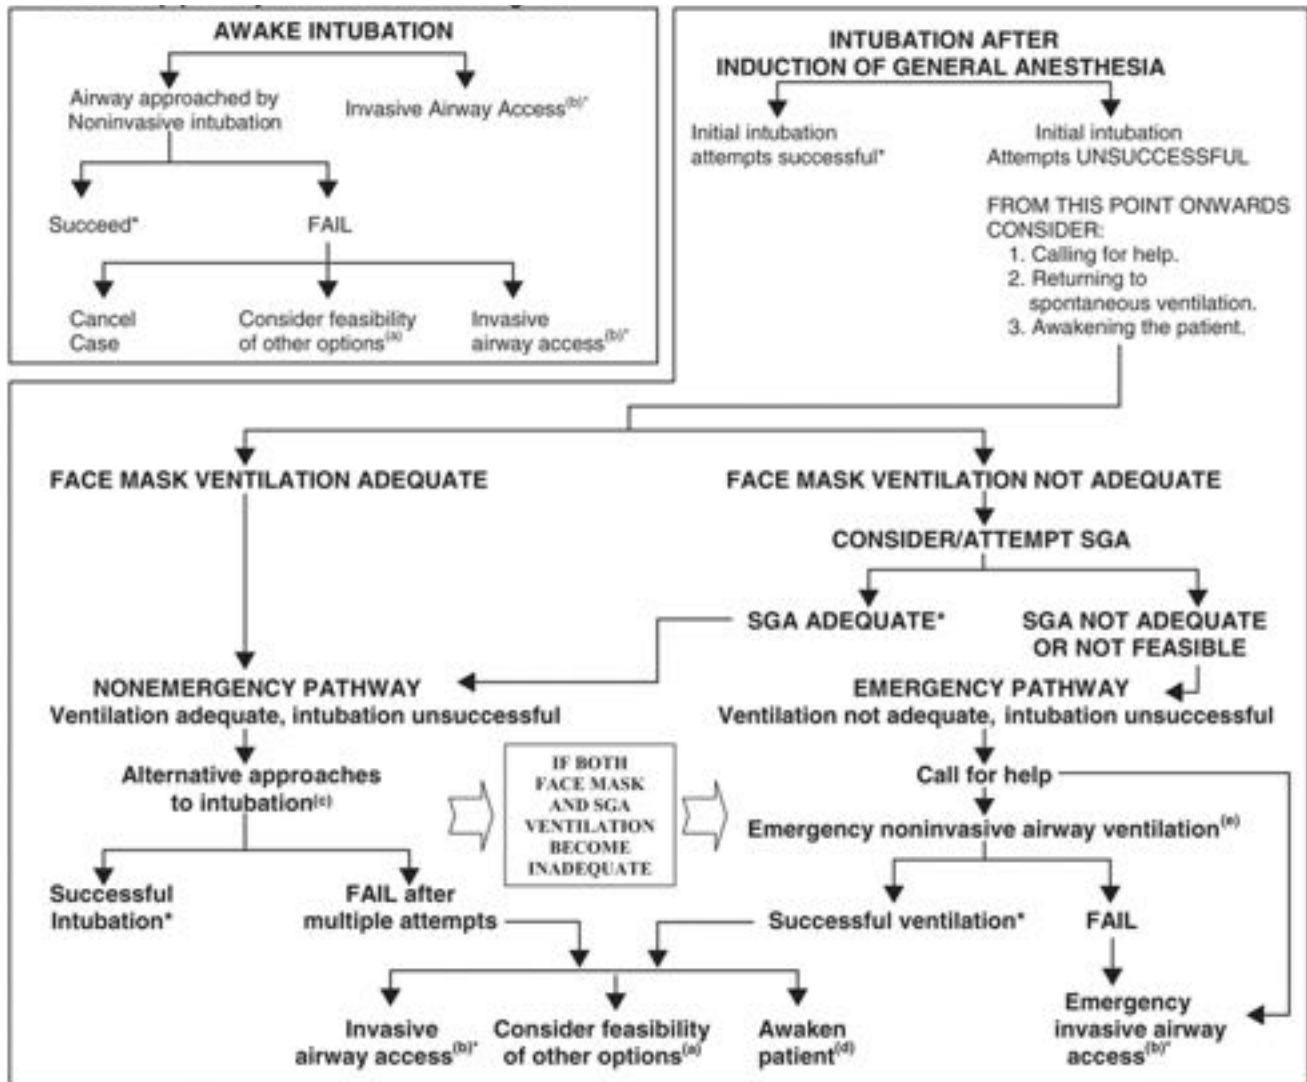 AWAKE INTUBATION
Airway approached by
Noninvasive intubation
Invasive Airway Access(b)*
Succeed*
FAIL
Cancel
Case
Consider feasibility
of other options(a)
Invasive
airway access(b)*
INTUBATION AFTER
INDUCTION OF GENERAL ANESTHESIA
Initial intubation
attempts successful*
Initial intubation
Attempts UNSUCCESSFUL
FROM THIS POINT ONWARDS
CONSIDER:
1. Calling for help.
2. Returning to
spontaneous ventilation.
3. Awakening the patient.
FACE MASK VENTILATION ADEQUATE
FACE MASK VENTILATION NOT ADEQUATE
CONSIDER/ATTEMPT SGA
SGA ADEQUATE*
SGA NOT ADEQUATE
OR NOT FEASIBLE
NONEMERGENCY PATHWAY
Ventilation adequate, intubation unsuccessful
EMERGENCY PATHWAY
Ventilation not adequate, intubation unsuccessful
Alternative approaches
to intubation(c)
IF BOTH
FACE MASK
AND SGA
VENTILATION
BECOME
INADEQUATE
Call for help
Emergency noninvasive airway ventilation(e)
Successful
Intubation*
FAIL after
multiple attempts
Successful ventilation*
FAIL
Invasive
airway access(b)*
Consider feasibility
of other options(a)
Awaken
patient(d)
Emergency
invasive airway
access(b)*